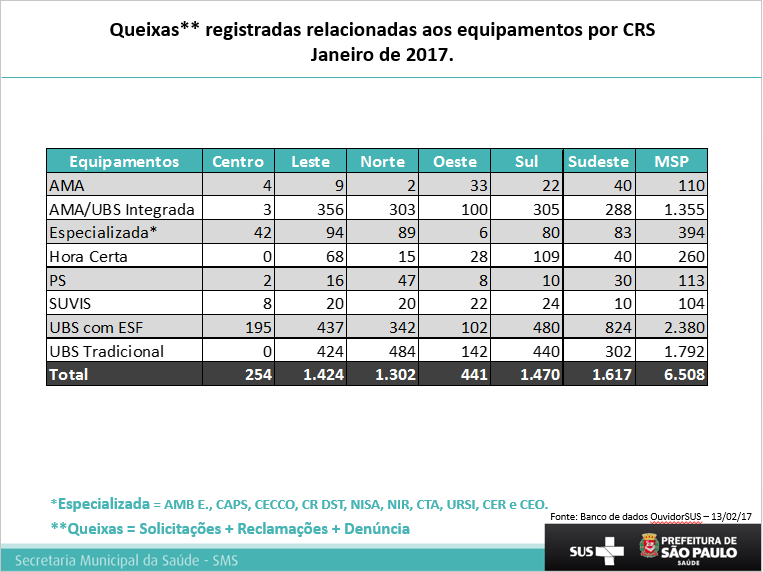 Queixas** registradas relacionadas aos equipamentos por CRS
Janeiro de 2017.
Equipamentos Centro Leste Norte Oeste Sul Sudeste MSP
AMA 4 9 2 33 22 40 110
AMA/UBS Integrada 3 356 303 100 305 288 1.355
Especializada* 42 94 89 6 80 83 394
Hora Certa 0 68 15 28 109 40 260
PS 2 16 47 8 10 30 113
SUVIS 8 20 20 22 24 10 104
UBS com ESF 195 437 342 102 480 824 2.380
UBS Tradicional 0 424 484 142 440 302 1.792
Total 254 1.424 1.302 441 1.470 1.617 6.508
*Especializada = AMB E., CAPS, CECCO, CR DST, NISA, NIR, CTA, URSI, CER e CEO.
Fonte: Banco de dados OuvidorSUS – 13/02/17
**Queixas = Solicitações + Reclamações + Denúncia
Secretaria Municipal da Saúde - SMS
SUS
PREFEITURA DE
SÃO PAULO
SAÚDE